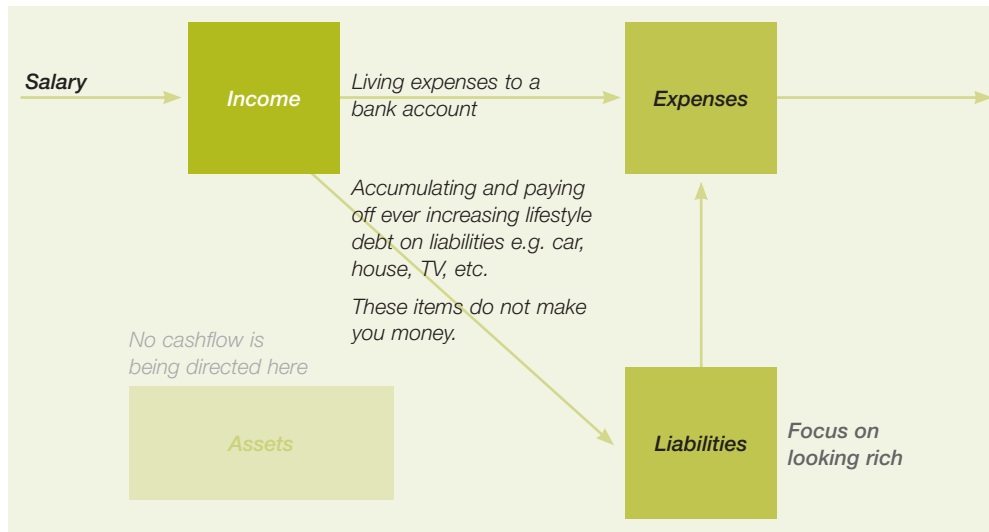 Salary
Income
Living expenses to a
bank account
Expenses
Accumulating and paying
off ever increasing lifestyle
debt on liabilities e.g. car,
house, TV, etc.
These items do not make
you money.
No cashflow is
being directed here
Assets
Liabilities
Focus on
looking rich